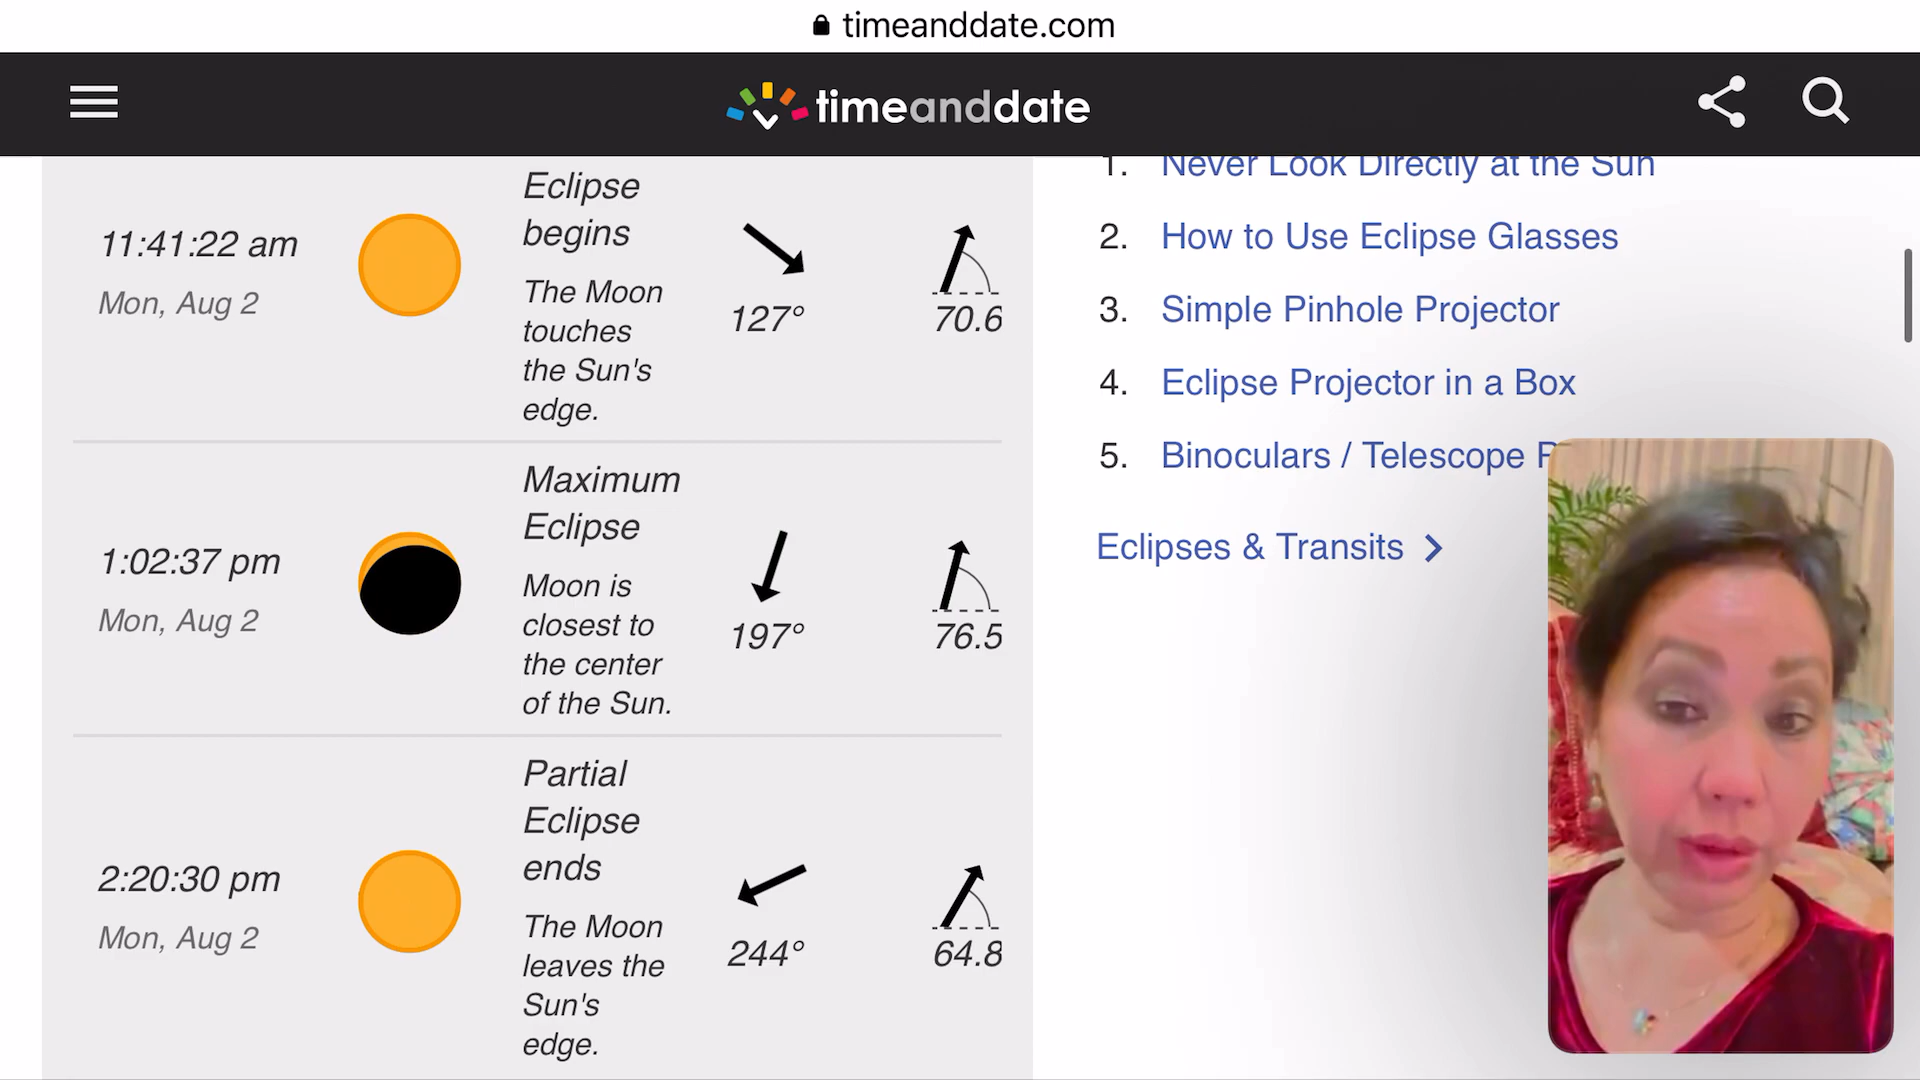 timeanddate.com
timeanddate
11:41:22 am
Mon, Aug 2
Eclipse
begins
The Moon
touches
the Sun's
edge.
127°
70.6
1:02:37 pm
Mon, Aug 2
Maximum
Eclipse
Moon is
closest to
the center
of the Sun.
197°
76.5
2:20:30 pm
Mon, Aug 2
Partial
Eclipse
ends
The Moon
leaves the
Sun's
edge.
244°
64.8
1. Never Look Directly at the Sun
2. How to Use Eclipse Glasses
3. Simple Pinhole Projector
4. Eclipse Projector in a Box
5. Binoculars / Telescope
Eclipses & Transits